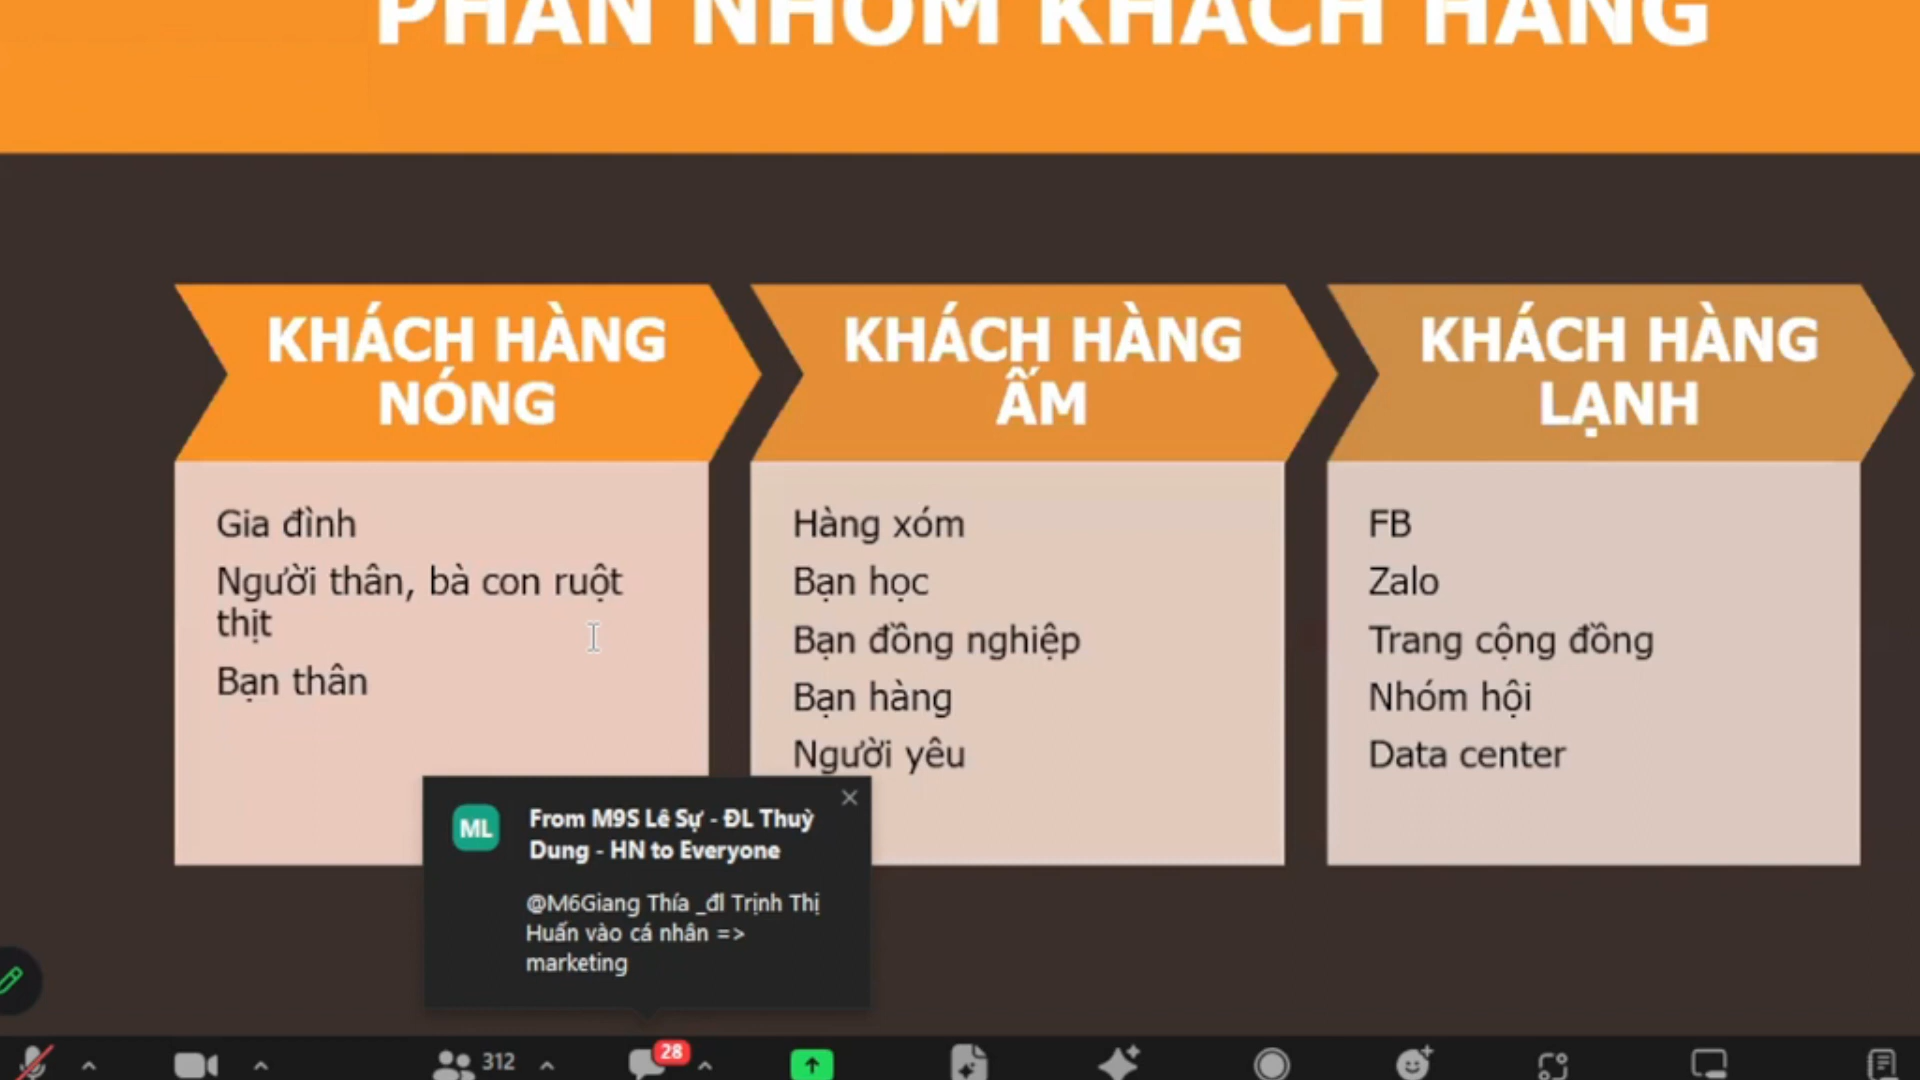 PHÂN NHÓM KHÁCH HÀNG
KHÁCH HÀNG
NÓNG
Gia đình
Người thân, bà con ruột
thịt
Bạn thân
KHÁCH HÀNG
ẤM
Hàng xóm
Bạn học
Bạn đồng nghiệp
Bạn hàng
Người yêu
KHÁCH HÀNG
LẠNH
FB
Zalo
Trang cộng đồng
Nhóm hội
Data center
ML
From M9S Lê Sự - ĐL Thuỳ
Dung - HN to Everyone
@M6Giang Thía _đl Trịnh Thị
Huấn vào cá nhân =>
marketing
312
28